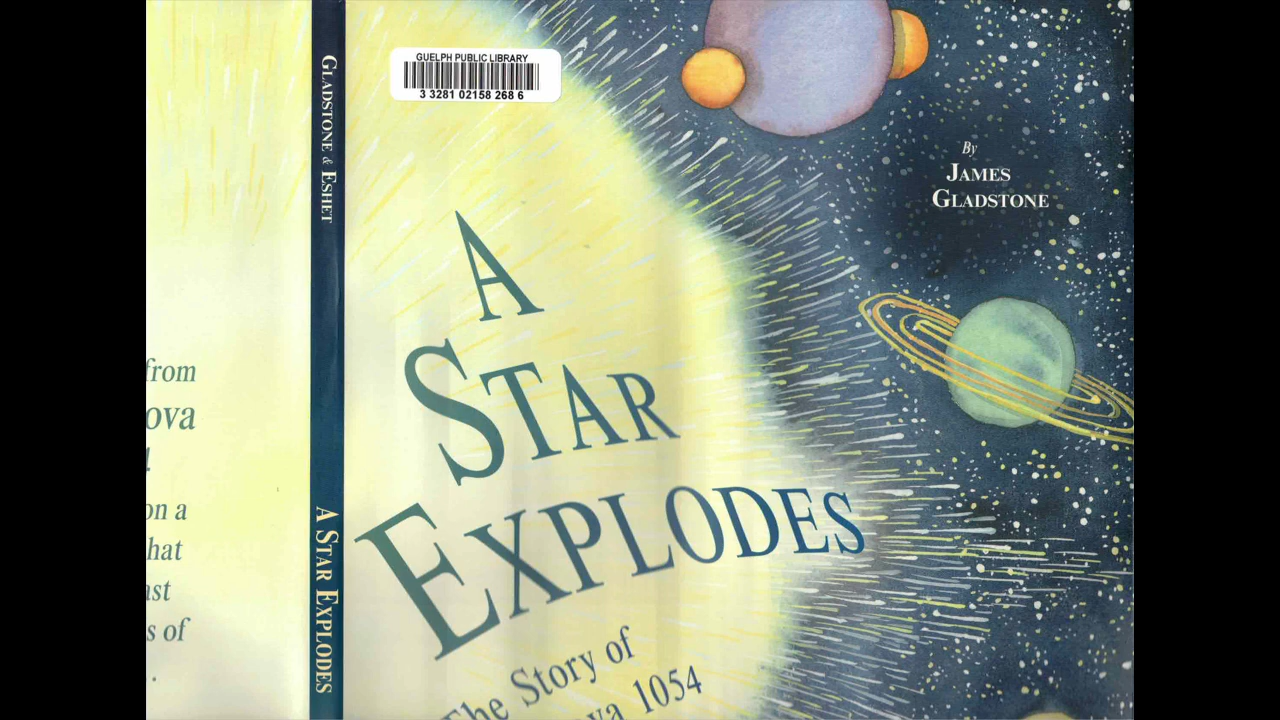 from
ova
on a
hat
ast
s of
.
GLADSTONE & ESHET
A STAR EXPLODES
GUELPH PUBLIC LIBRARY
3 3281 02158 268 6
A
STAR
EXPLODES
The Story of
va 1054
By
JAMES
GLADSTONE